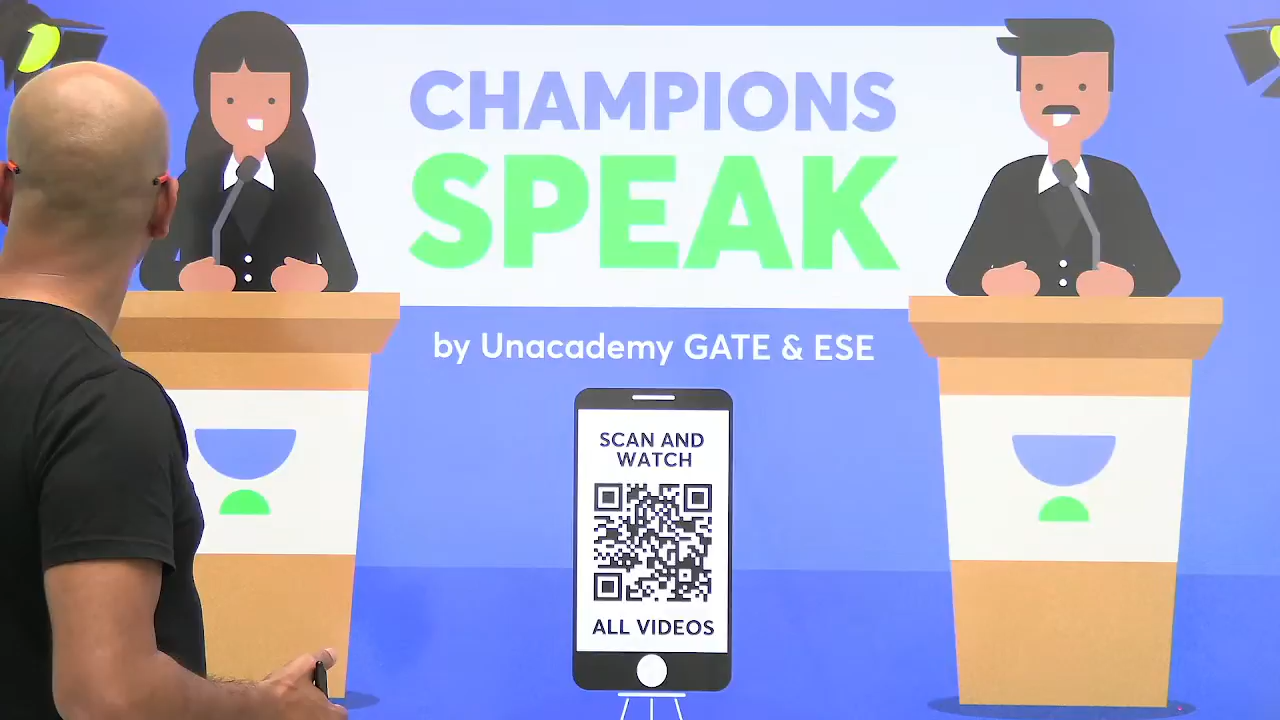 CHAMPIONS
SPEAK
by Unacademy GATE & ESE
SCAN AND
WATCH
ALL VIDEOS